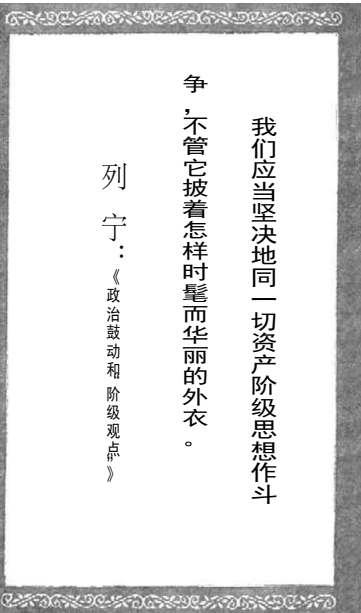 我们应当坚决地同一切资产阶级思想作斗
争，不管它披着怎样时髦而华丽的外衣。
列宁：《政治鼓动和“阶级观点”》